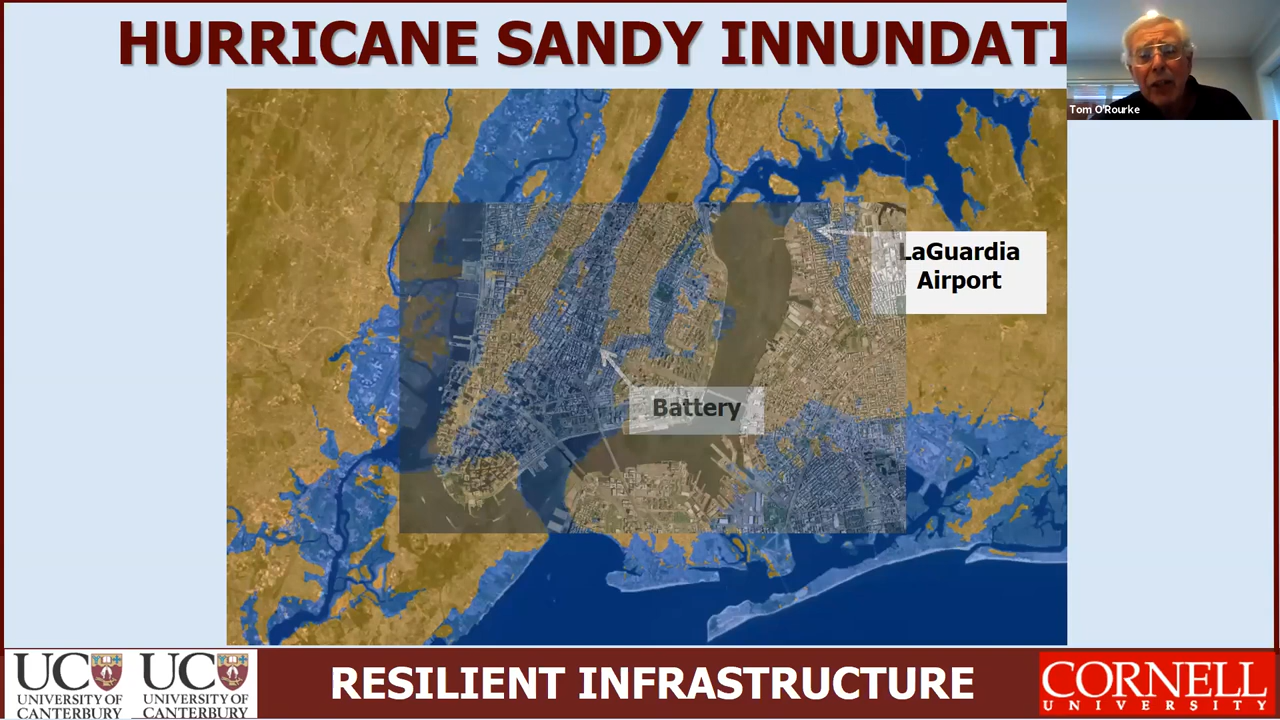 HURRICANE SANDY INNUNDATI
Tom O'Rourke
LaGuardia
Airport
Battery
UC
UNIVERSITY OF
CANTERBURY
UC
UNIVERSITY OF
CANTERBURY
RESILIENT INFRASTRUCTURE
CORNELL
UNIVERSITY